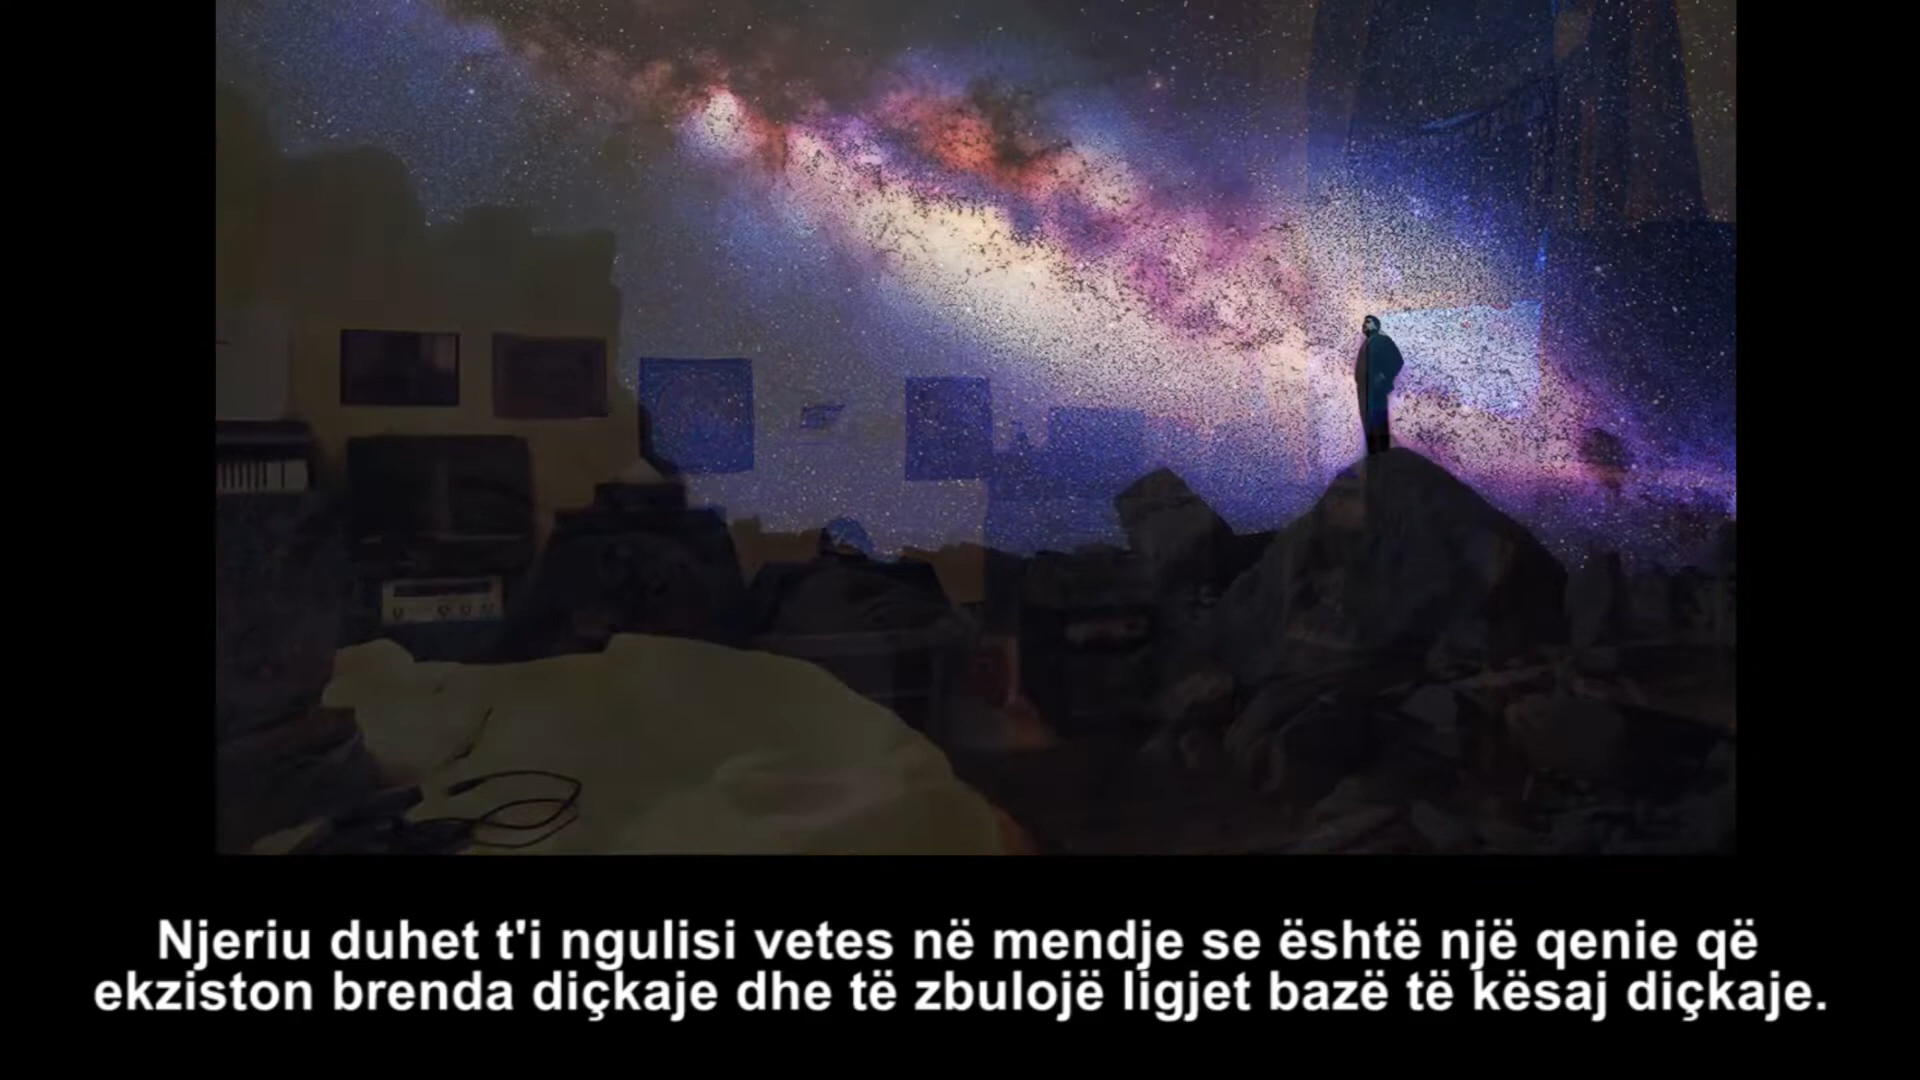 Njeriu duhet t'i ngulisi vetes në mendje se është një qenie që
ekziston brenda diçkaje dhe të zbulojë ligjet bazë të kësaj diçkaje.